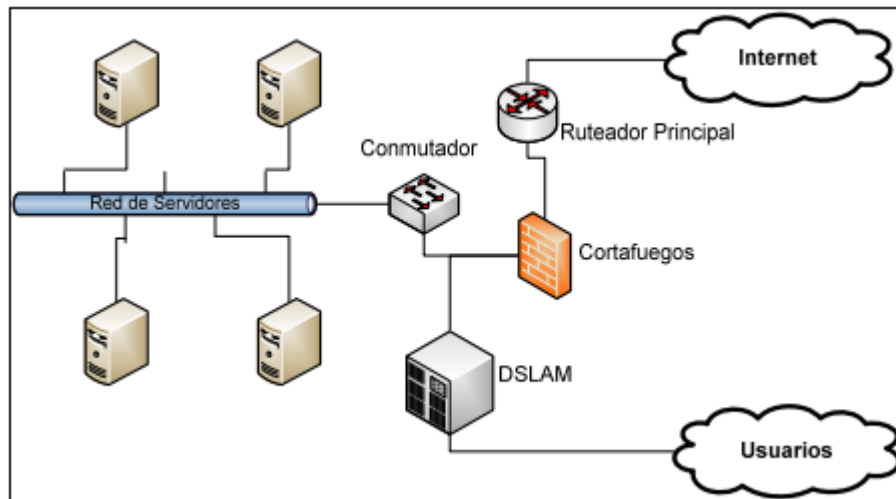 Internet
Ruteador Principal
Conmutador
Red de Servidores
Cortafuegos
DSLAM
Usuarios